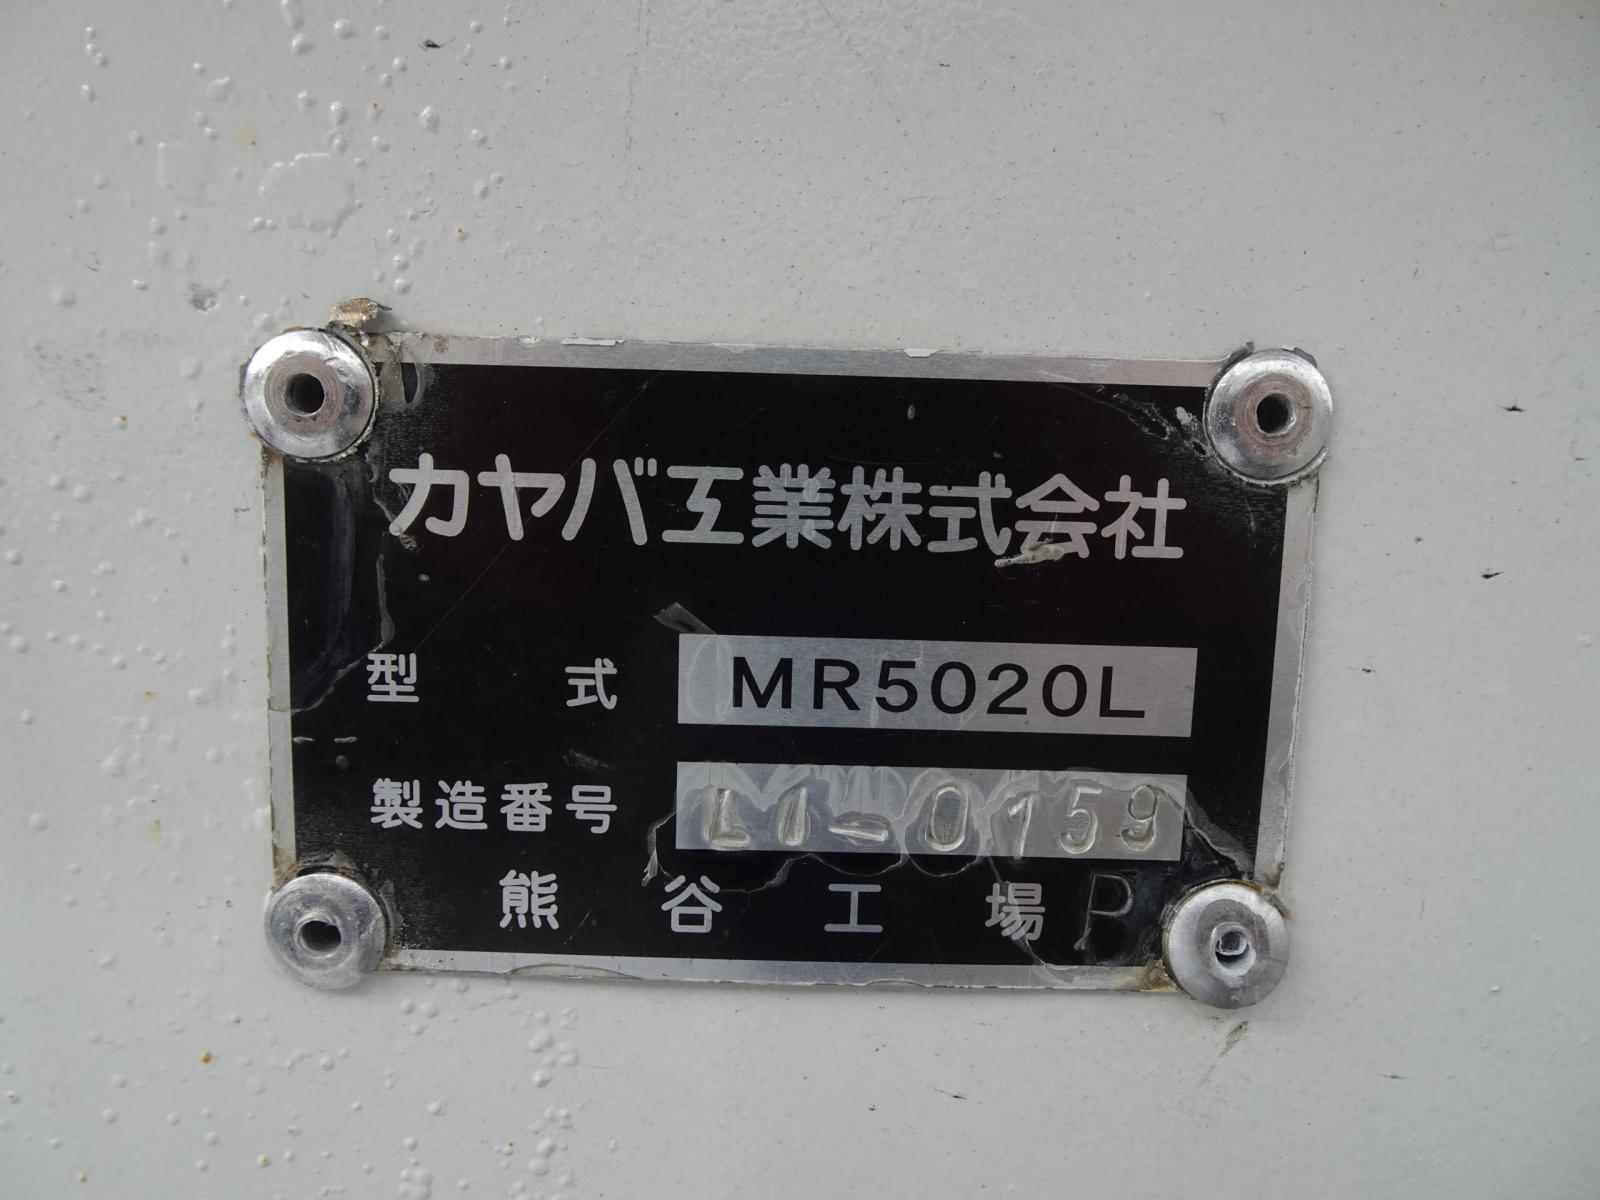 カヤバ工業株式会社
型式 MR5020L
製造番号 L1-0159
熊谷工場 P